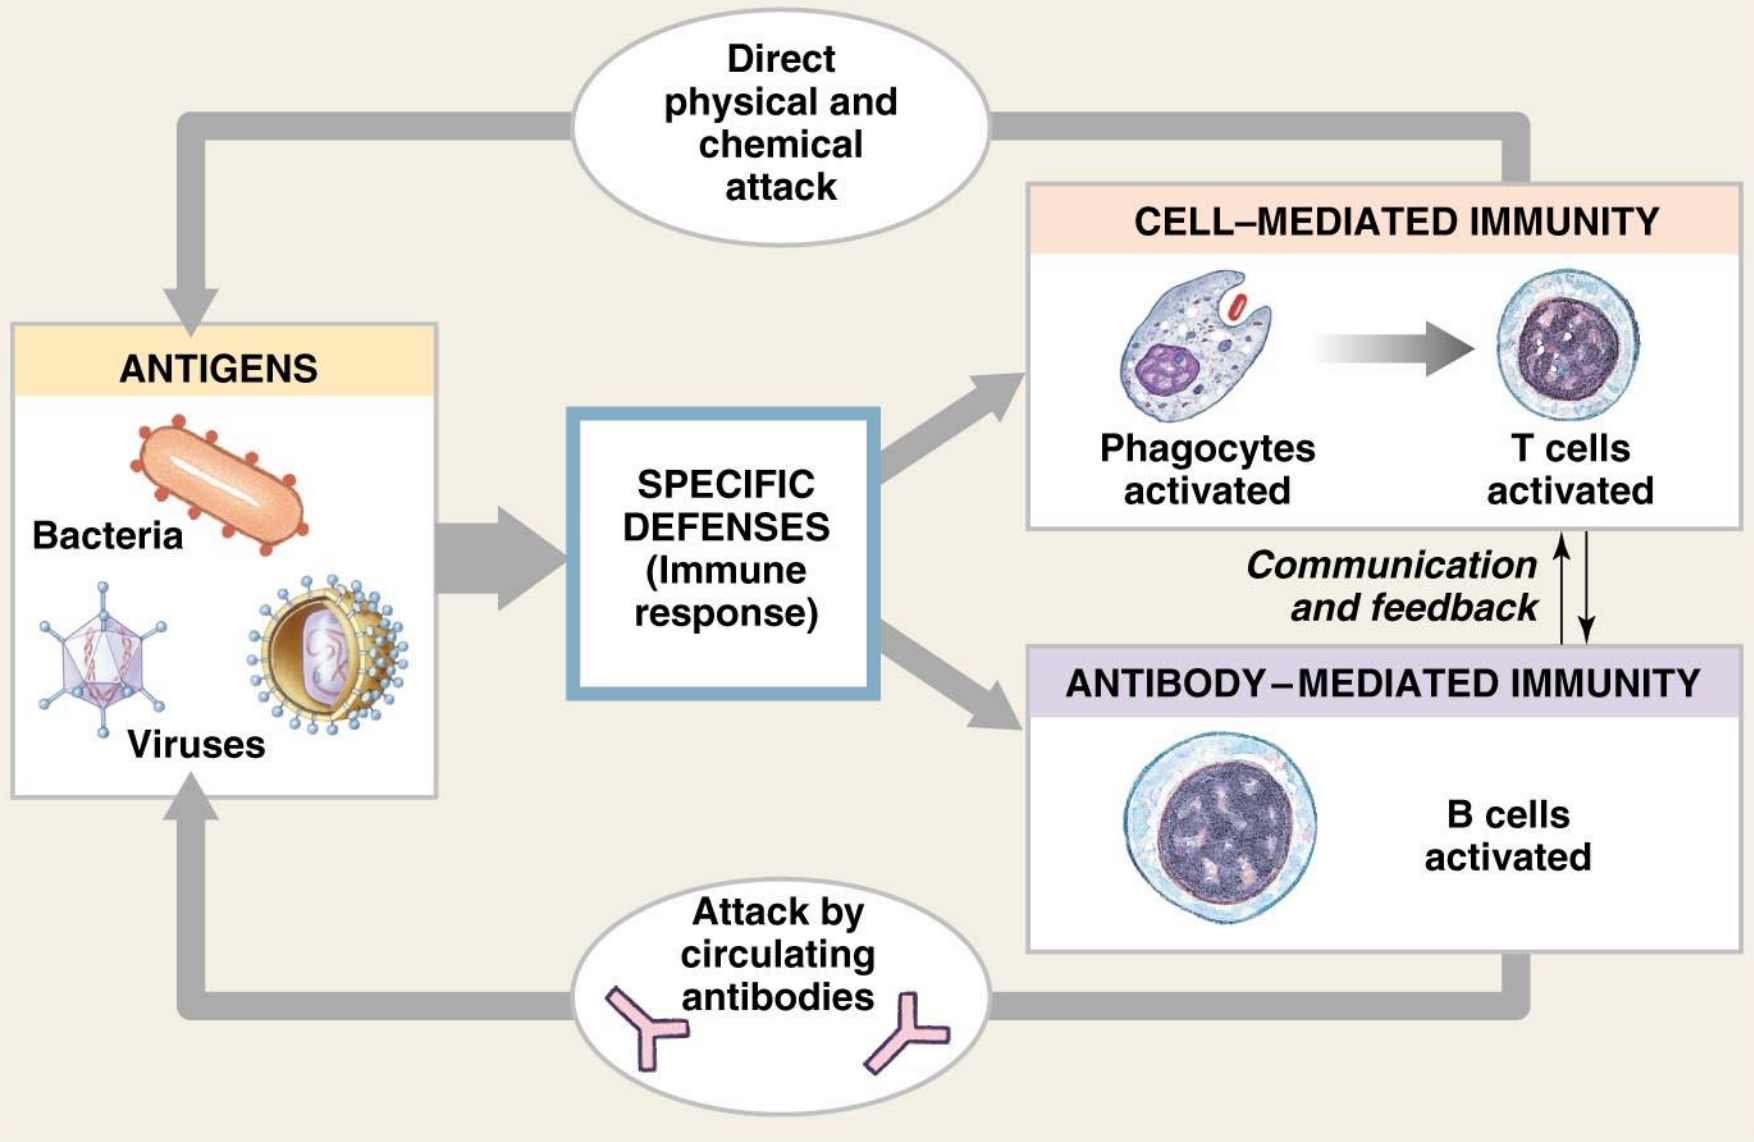 Direct
physical and
chemical
attack
CELL–MEDIATED IMMUNITY
Phagocytes
activated
T cells
activated
ANTIGENS
Bacteria
Viruses
SPECIFIC
DEFENSES
(Immune
response)
Communication
and feedback
ANTIBODY–MEDIATED IMMUNITY
B cells
activated
Attack by
circulating
antibodies